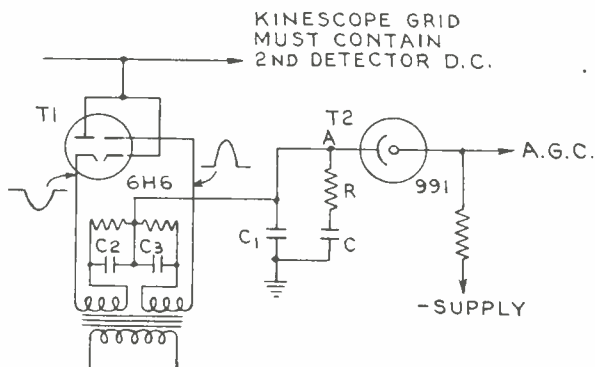 KINESCOPE GRID
MUST CONTAIN
2ND DETECTOR D.C.
T1
T2
A
A.G.C.
6H6
991
R
C1
C
C2
C3
-SUPPLY